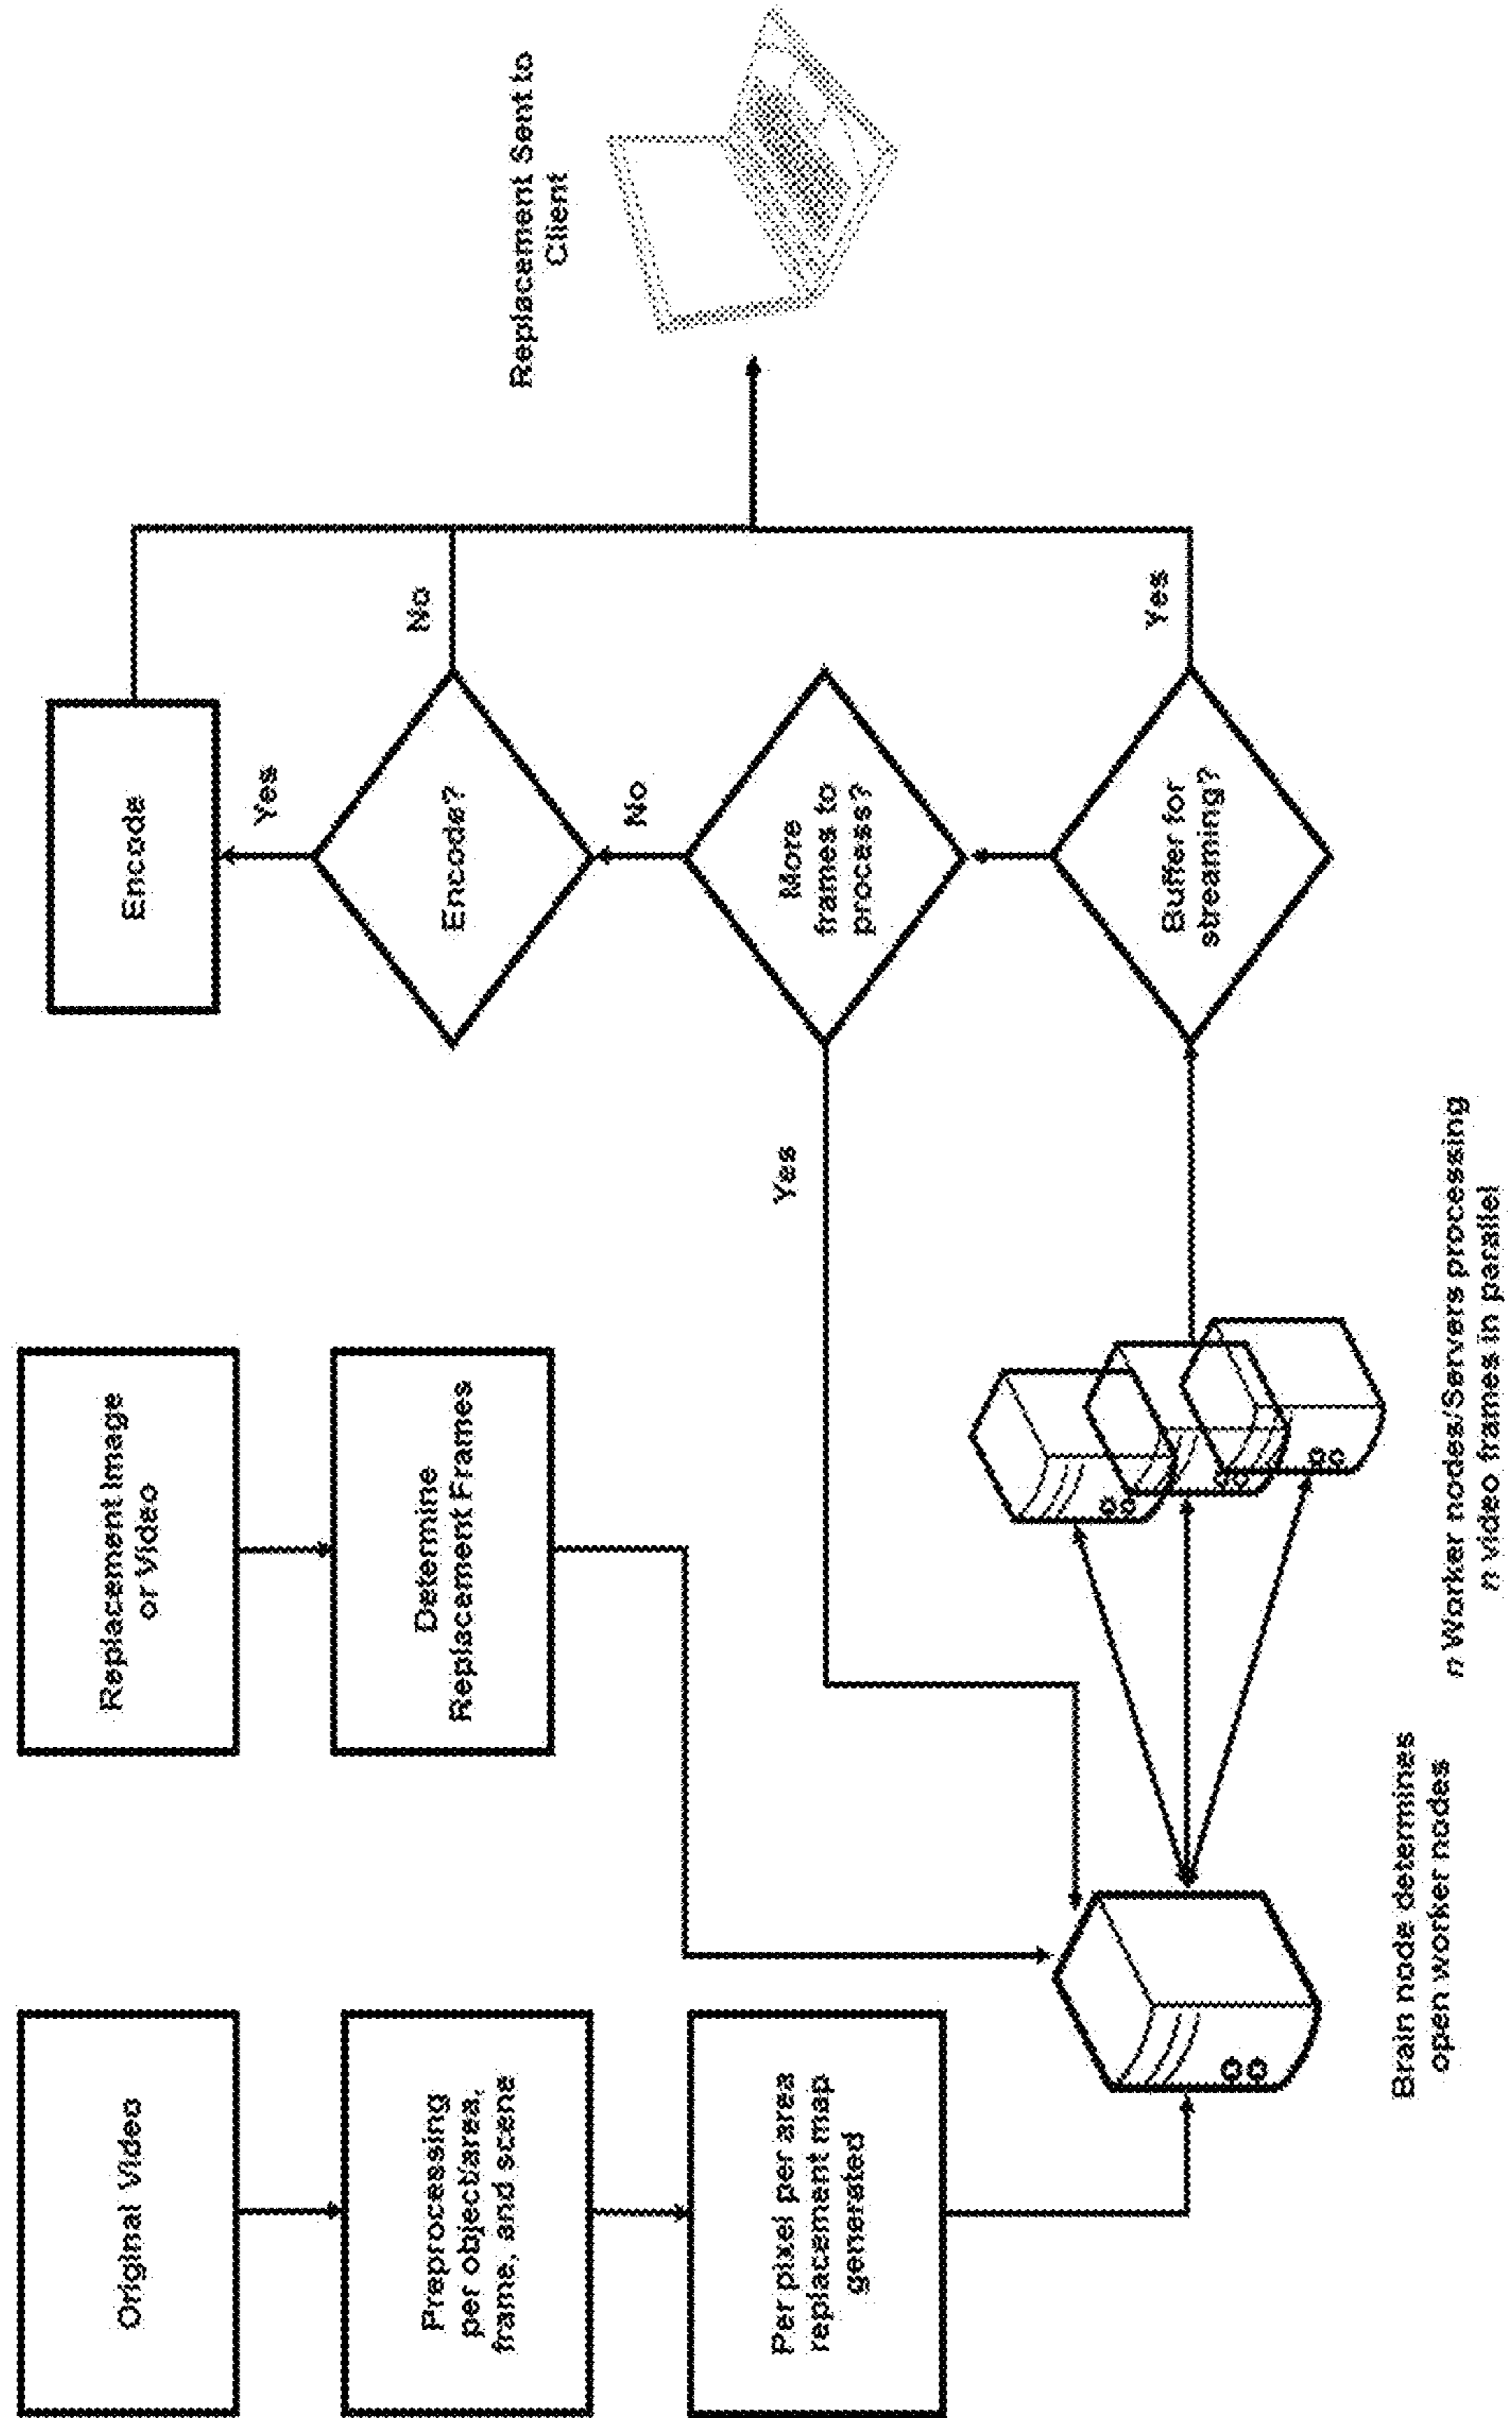 Original Video
Preprocessing
per object/area,
frame, and scene
Per pixel per area
replacement map
generated
Replacement Image
or Video
Determine
Replacement Frames
Brain node determines
open worker nodes
n Worker nodes/Servers processing
n video frames in parallel
Yes
Encode
Yes
Encode?
No
No
More
frames to
process?
Buffer for
streaming?
Yes
Replacement Sent to
Client